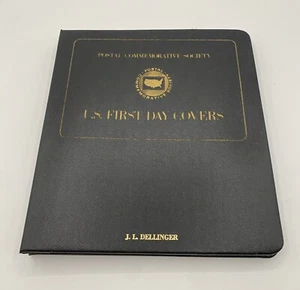 POSTAL COMMEMORATIVE SOCIETY
U.S. FIRST DAY COVERS
J. L. DELLINGER